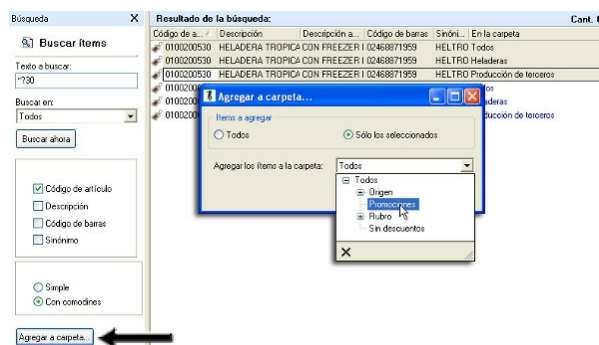 Búsqueda X
Resultado de la búsqueda: Cant.
Buscar ítems
Código de a... Descripción Descripción a... Código de barras Sinóni... En la carpeta
0100200530 HELADERA TROPICA CON FREEZER I 02468871959 HELTRO Todos
0100200530 HELADERA TROPICA CON FREEZER I 02468871959 HELTRO Heladeras
0100200530 HELADERA TROPICA CON FREEZER I 02468871959 HELTRO Producción de terceros
Texto a buscar:
*?30
Buscar en:
Todos
Buscar ahora
Agregar a carpeta...
Items a agregar
Todos
Sólo los seleccionados
Agregar los ítems a la carpeta: Todos
Todos
Origen
Promociones
Rubro
Sin descuentos
Código de artículo
Descripción
Código de barras
Sinónimo
Simple
Con comodines
Agregar a carpeta...